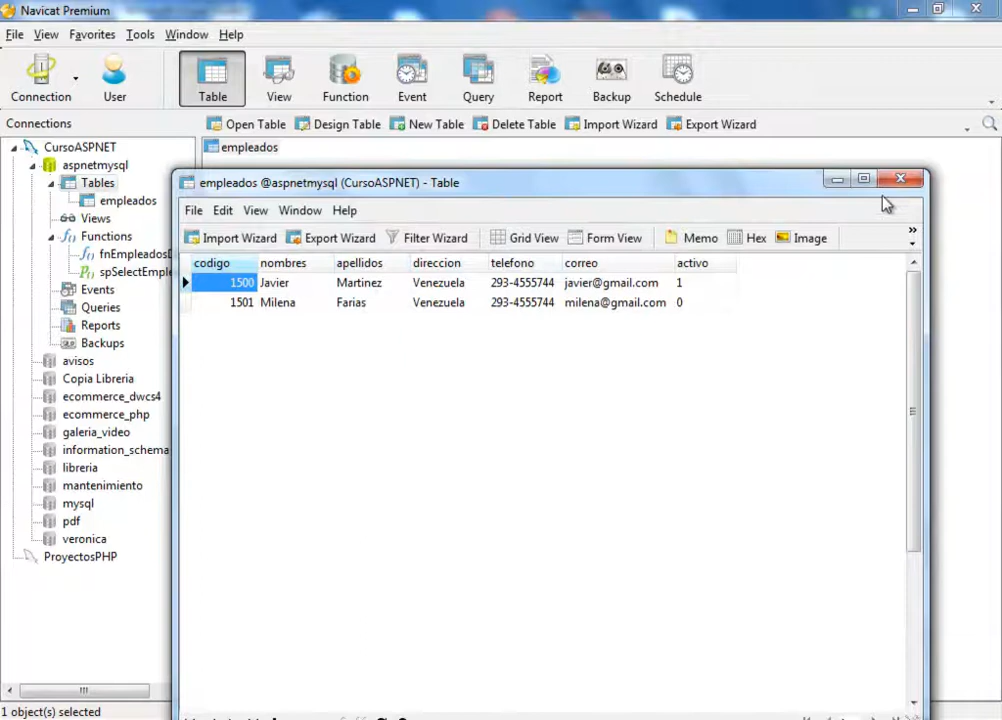 Navicat Premium
File View Favorites Tools Window Help
Connection User Table View Function Event Query Report Backup Schedule
Connections Open Table Design Table New Table Delete Table Import Wizard Export Wizard
CursoASPNET empleados
aspnetmysql
Tables
empleados
Views
Functions
fnEmpleadosD
spSelectEmple
Events
Queries
Reports
Backups
avisos
Copia Libreria
ecommerce_dwcs4
ecommerce_php
galeria_video
information_schema
libreria
mantenimiento
mysql
pdf
veronica
ProyectosPHP
empleados @aspnetmysql (CursoASPNET) - Table
File Edit View Window Help
Import Wizard Export Wizard Filter Wizard Grid View Form View Memo Hex Image
codigo nombres apellidos direccion telefono correo activo
1500 Javier Martinez Venezuela 293-4555744 javier@gmail.com 1
1501 Milena Farias Venezuela 293-4555744 milena@gmail.com 0
1 object(s) selected